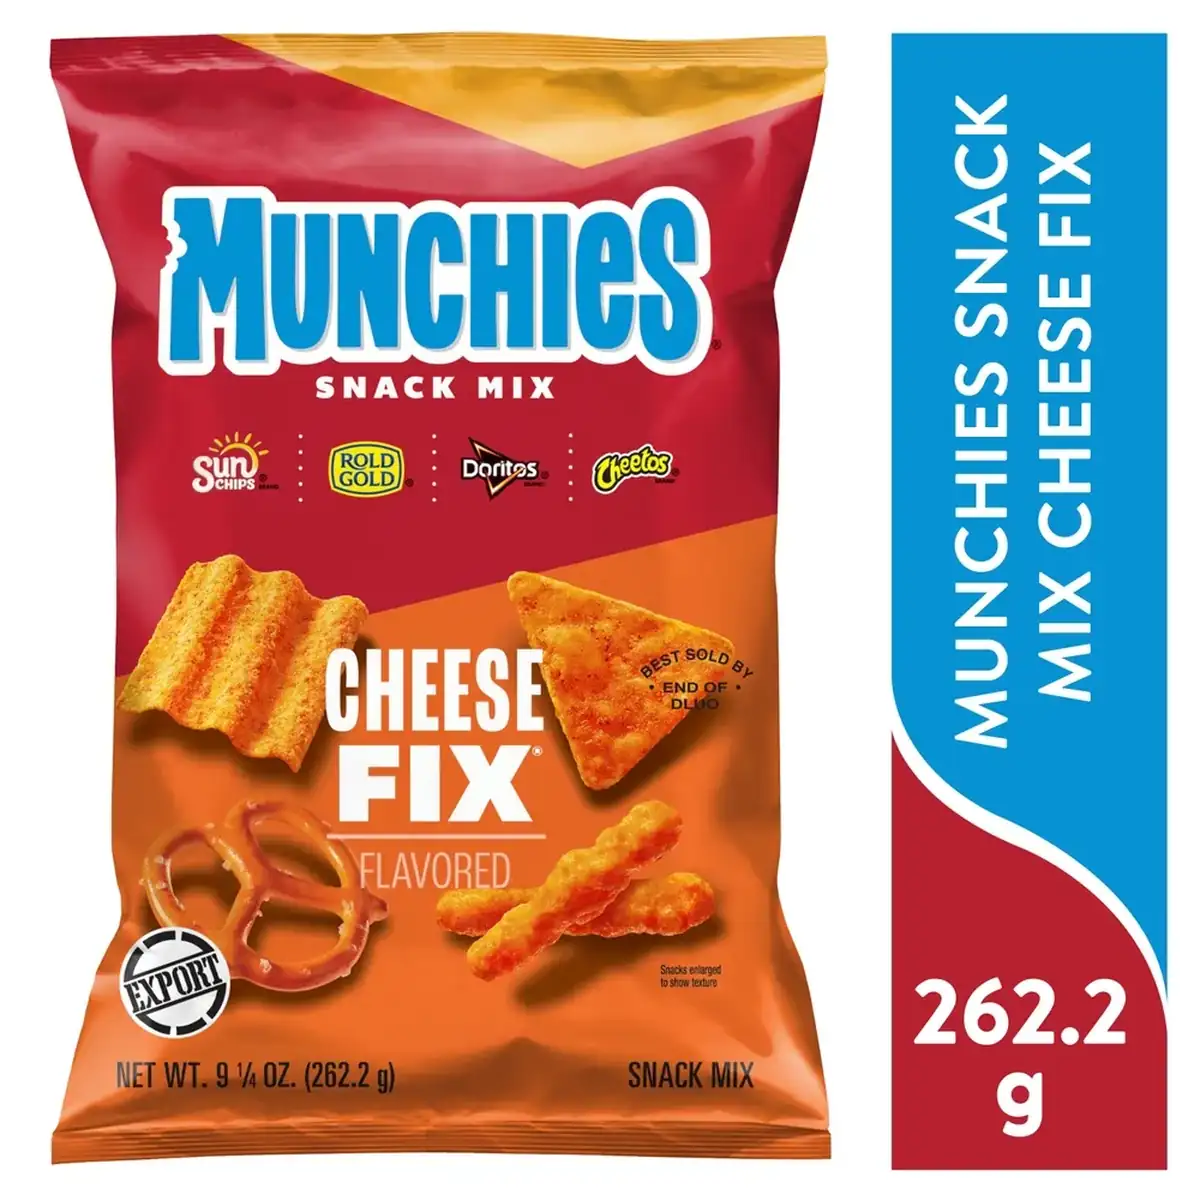 MUNCHIES
SNACK MIX
Sun
CHIPS
ROLD
GOLD
Doritos
Cheetos
CHEESE
FIX
FLAVORED
BEST SOLD BY
• END OF •
DLUO
EXPORT
Snacks enlarged
to show texture
NET WT. 9 ¼ OZ. (262.2 g)
SNACK MIX
MUNCHIES SNACK
MIX CHEESE FIX
262.2
g